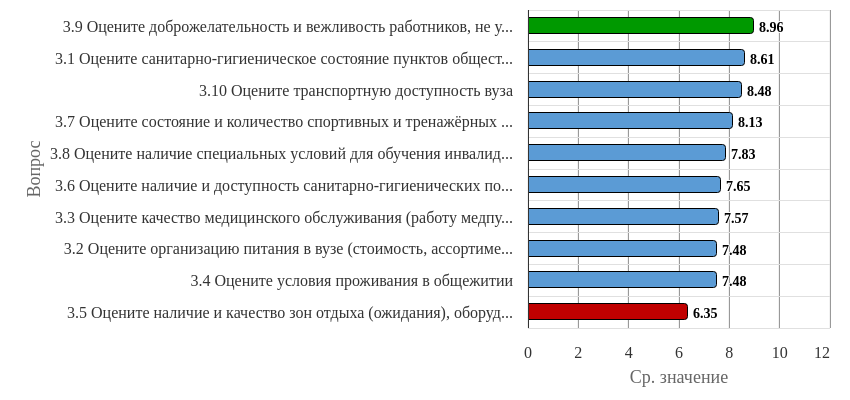 3.9 Оцените доброжелательность и вежливость работников, не у...
8.96
3.1 Оцените санитарно-гигиеническое состояние пунктов общест...
8.61
3.10 Оцените транспортную доступность вуза
8.48
3.7 Оцените состояние и количество спортивных и тренажёрных ...
8.13
3.8 Оцените наличие специальных условий для обучения инвалид...
7.83
3.6 Оцените наличие и доступность санитарно-гигиенических по...
7.65
3.3 Оцените качество медицинского обслуживания (работу медпу...
7.57
3.2 Оцените организацию питания в вузе (стоимость, ассортиме...
7.48
3.4 Оцените условия проживания в общежитии
7.48
3.5 Оцените наличие и качество зон отдыха (ожидания), оборуд...
6.35
Вопрос
0 2 4 6 8 10 12
Ср. значение